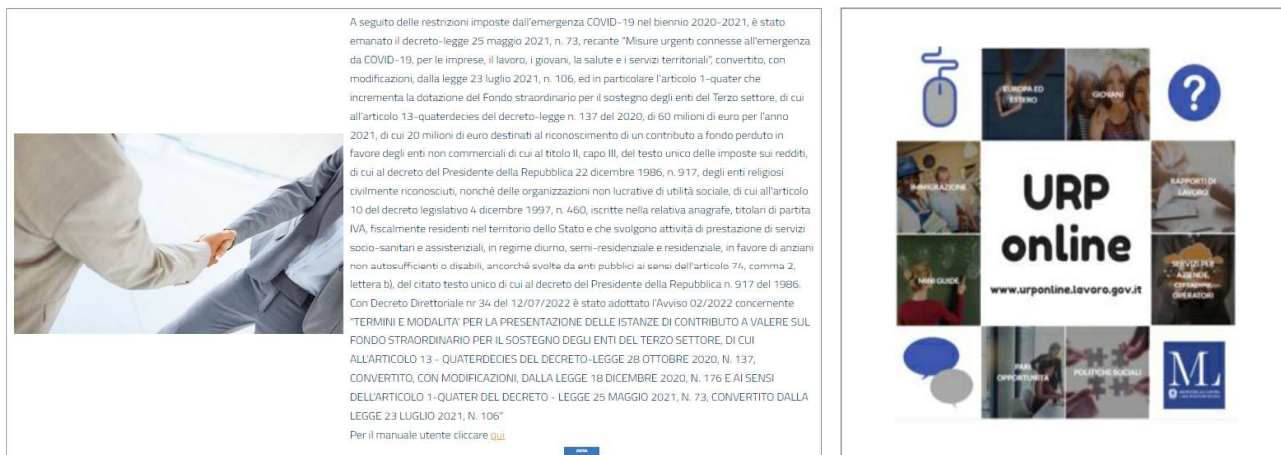 A seguito delle restrizioni imposte dall'emergenza COVID-19 nel biennio 2020-2021, è stato
emanato il decreto-legge 25 maggio 2021, n. 73, recante "Misure urgenti connesse all'emergenza
da COVID-19, per le imprese, il lavoro, i giovani, la salute e i servizi territoriali", convertito, con
modificazioni, dalla legge 23 luglio 2021, n. 106, ed in particolare l'articolo 1-quater che
incrementa la dotazione del Fondo straordinario per il sostegno degli enti del Terzo settore, di cui
all'articolo 13-quaterdecies del decreto-legge n. 137 del 2020, di 60 milioni di euro per l'anno
2021, di cui 20 milioni di euro destinati al riconoscimento di un contributo a fondo perduto in
favore degli enti non commerciali di cui al titolo II, capo III, del testo unico delle imposte sui redditi,
di cui al decreto del Presidente della Repubblica 22 dicembre 1986, n. 917, degli enti religiosi
civilmente riconosciuti, nonché delle organizzazioni non lucrative di utilità sociale, di cui all'articolo
10 del decreto legislativo 4 dicembre 1997, n. 460, iscritte nella relativa anagrafe, titolari di partita
IVA, fiscalmente residenti nel territorio dello Stato e che svolgono attività di prestazione di servizi
socio-sanitari e assistenziali, in regime diurno, semi-residenziale e residenziale, in favore di anziani
non autosufficienti o disabili, ancorché svolte da enti pubblici ai sensi dell'articolo 74, comma 2,
lettera b), del citato testo unico di cui al decreto del Presidente della Repubblica n. 917 del 1986.
Con Decreto Direttoriale nr 34 del 12/07/2022 è stato adottato l'Avviso 02/2022 concernente
"TERMINI E MODALITA' PER LA PRESENTAZIONE DELLE ISTANZE DI CONTRIBUTO A VALERE SUL
FONDO STRAORDINARIO PER IL SOSTEGNO DEGLI ENTI DEL TERZO SETTORE, DI CUI
ALL'ARTICOLO 13 - QUATERDECIES DEL DECRETO-LEGGE 28 OTTOBRE 2020, N. 137,
CONVERTITO, CON MODIFICAZIONI, DALLA LEGGE 18 DICEMBRE 2020, N. 176 E AI SENSI
DELL'ARTICOLO 1-QUATER DEL DECRETO - LEGGE 25 MAGGIO 2021, N. 73, CONVERTITO DALLA
LEGGE 23 LUGLIO 2021, N. 106"
Per il manuale utente cliccare qui
EUROPA ED
ESTERO
GIOVANI
?
IMMIGRAZIONE
URP
online
www.urponline.lavoro.gov.it
RAPPORTI DI
LAVORO
MINI GUIDE
SERVIZI PER
AZIENDE,
CITTADINI,
OPERATORI
PARI
OPPORTUNITÀ
POLITICHE SOCIALI
ML